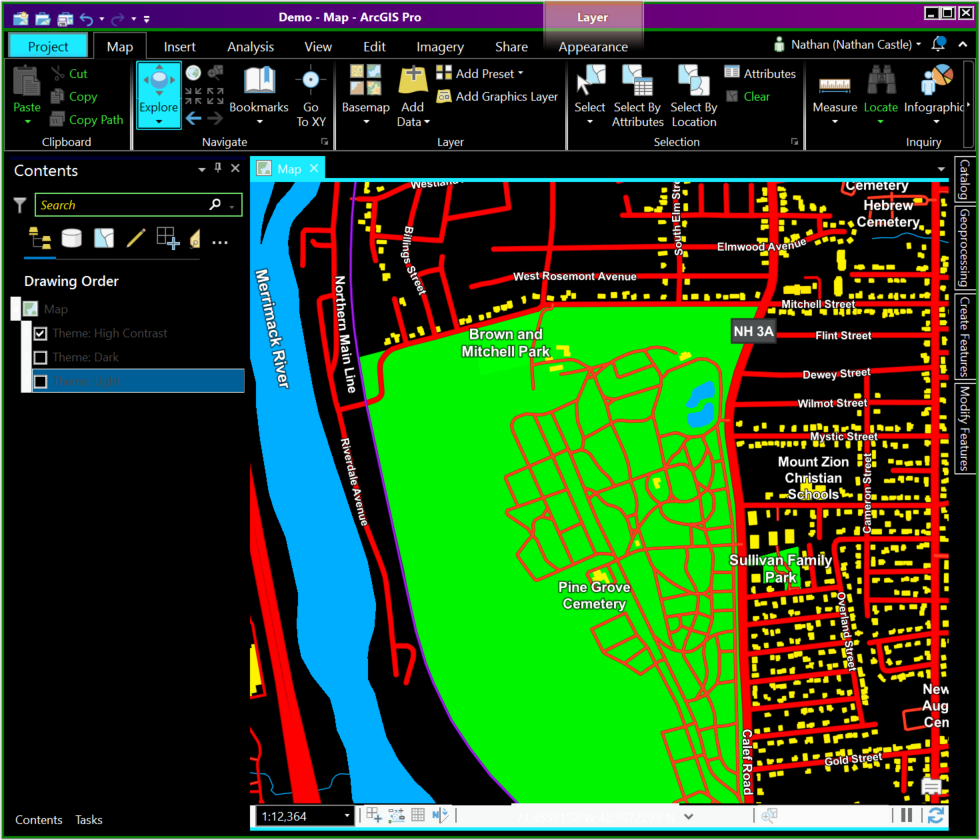 Demo - Map - ArcGIS Pro
Layer
Project
Map
Insert
Analysis
View
Edit
Imagery
Share
Appearance
Nathan (Nathan Castle)
Paste
Cut
Copy
Copy Path
Clipboard
Explore
Bookmarks
Go
To XY
Navigate
Basemap
Add
Data
Add Preset
Add Graphics Layer
Layer
Select
Select By
Attributes
Select By
Location
Attributes
Clear
Selection
Measure
Locate
Infographic
Inquiry
Contents
Search
Drawing Order
Map
Theme: High Contrast
Theme: Dark
Map
Catalog
Geoprocessing
Create Features
Modify Features
Cemetery
Hebrew
Cemetery
South Elm
Billings Street
Elmwood Avenue
West Rosemont Avenue
Mitchell Street
Merrimack River
Northern Main Line
Brown and
Mitchell Park
NH 3A
Flint Street
Dewey Street
Wilmot Street
Mystic Street
Mount Zion
Christian
Schools
Cameron Street
Riverdale Avenue
Sullivan Family
Park
Pine Grove
Cemetery
Overland Street
New
Aug
Cen
Gold Street
Calef Road
1:12,364
Contents
Tasks